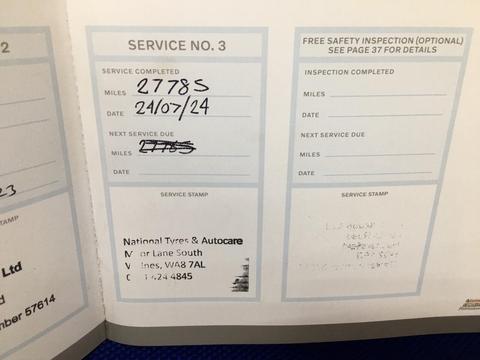 2
23
STAMP
Ltd
57614
SERVICE NO. 3
SERVICE COMPLETED
MILES 27785
DATE 24/07/24
NEXT SERVICE DUE
MILES 27785
DATE
SERVICE STAMP
National Tyres & Autocare
Lane South
WA8 7AL
424 4845
FREE SAFETY INSPECTION (OPTIONAL)
SEE PAGE 37 FOR DETAILS
INSPECTION COMPLETED
MILES
DATE
NEXT SERVICE DUE
MILES
DATE
SERVICE STAMP